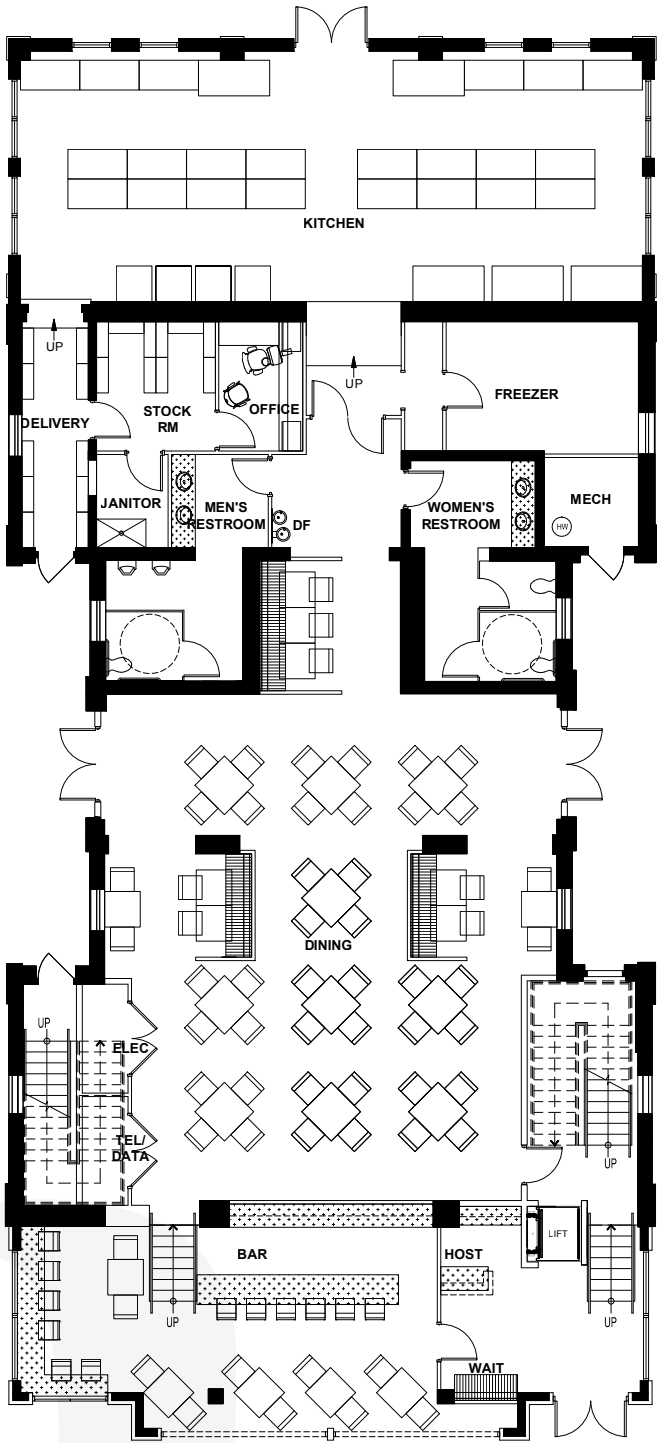 KITCHEN
UP
UP
DELIVERY
STOCK
RM
OFFICE
FREEZER
JANITOR
MEN'S
RESTROOM
DF
WOMEN'S
RESTROOM
MECH
HW
DINING
UP
ELEC
TEL/
DATA
UP
BAR
HOST
LIFT
UP
UP
WAIT